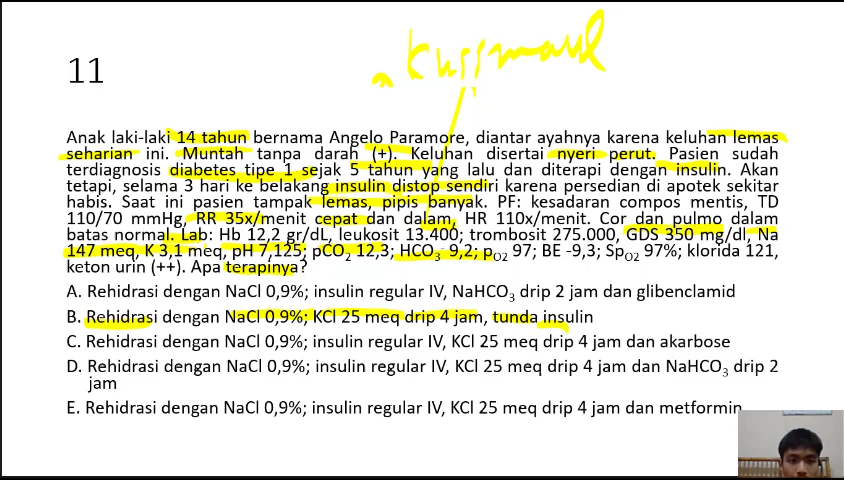 Kussmaul
11
Anak laki-laki 14 tahun bernama Angelo Paramore, diantar ayahnya karena keluhan lemas
seharian ini. Muntah tanpa darah (+). Keluhan disertai nyeri perut. Pasien sudah
terdiagnosis diabetes tipe 1 sejak 5 tahun yang lalu dan diterapi dengan insulin. Akan
tetapi, selama 3 hari ke belakang insulin distop sendiri karena persedian di apotek sekitar
habis. Saat ini pasien tampak lemas, pipis banyak. PF: kesadaran compos mentis, TD
110/70 mmHg, RR 35x/menit cepat dan dalam, HR 110x/menit. Cor dan pulmo dalam
batas normal. Lab: Hb 12,2 gr/dL, leukosit 13.400; trombosit 275.000, GDS 350 mg/dl, Na
147 meq, K 3,1 meq, pH 7,125; pCO2 12,3; HCO3- 9,2; pO2 97; BE -9,3; SpO2 97%; klorida 121,
keton urin (++). Apa terapinya?
A. Rehidrasi dengan NaCl 0,9%; insulin regular IV, NaHCO3 drip 2 jam dan glibenclamid
B. Rehidrasi dengan NaCl 0,9%; KCl 25 meq drip 4 jam, tunda insulin
C. Rehidrasi dengan NaCl 0,9%; insulin regular IV, KCl 25 meq drip 4 jam dan akarbose
D. Rehidrasi dengan NaCl 0,9%; insulin regular IV, KCl 25 meq drip 4 jam dan NaHCO3 drip 2
jam
E. Rehidrasi dengan NaCl 0,9%; insulin regular IV, KCl 25 meq drip 4 jam dan metformin